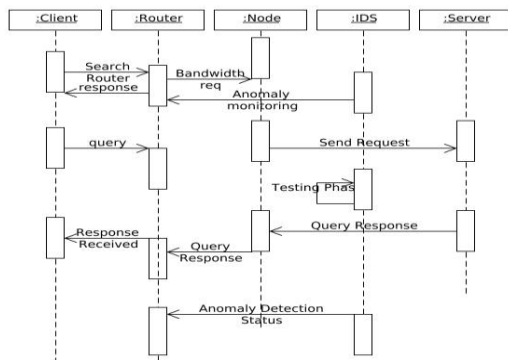 :Client :Router :Node :IDS :Server
Search
Router
response
Bandwidth
req
Anomaly
monitoring
query
Send Request
Testing Phas
Query Response
Response
Received
Query
Response
Anomaly Detection
Status